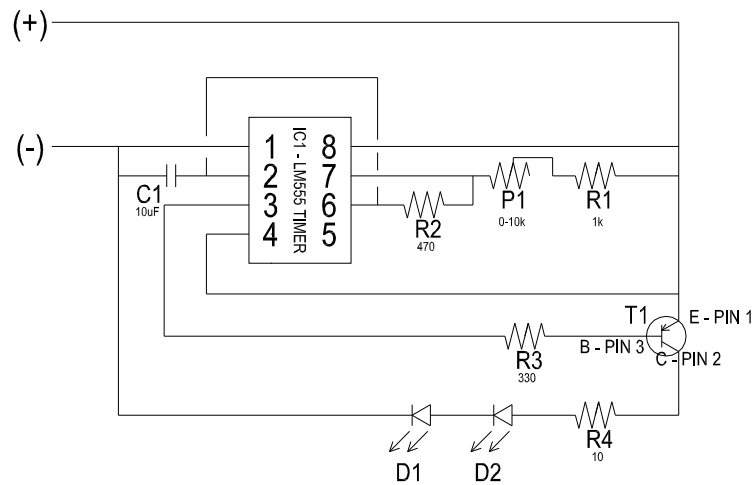 (+)
(-)
1 8
2 7
3 6
4 5
IC1 - LM555 TIMER
C1
10uF
R2
470
P1
0-10k
R1
1k
T1
E - PIN 1
B - PIN 3
C - PIN 2
R3
330
R4
10
D1
D2